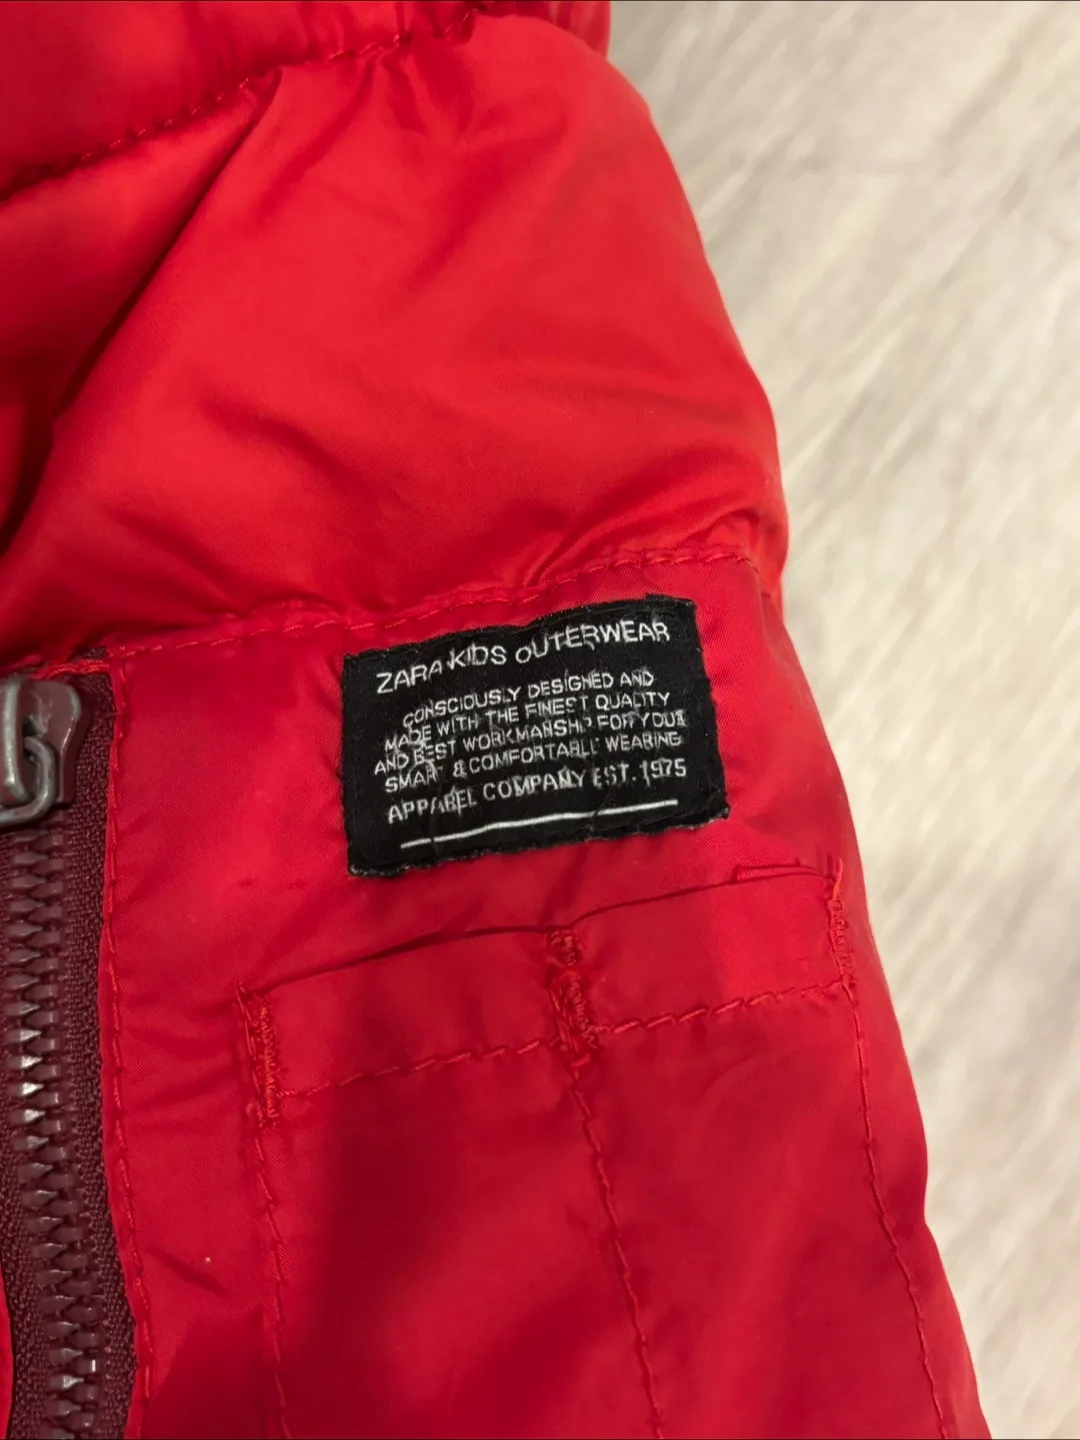 ZARA KIDS OUTERWEAR
CONSCIOUSLY DESIGNED AND
MADE WITH THE FINEST QUALITY
AND BEST WORKMANSHIP FOR YOUR
SMART & COMFORTABLE WEARING
APPAREL COMPANY EST. 1975